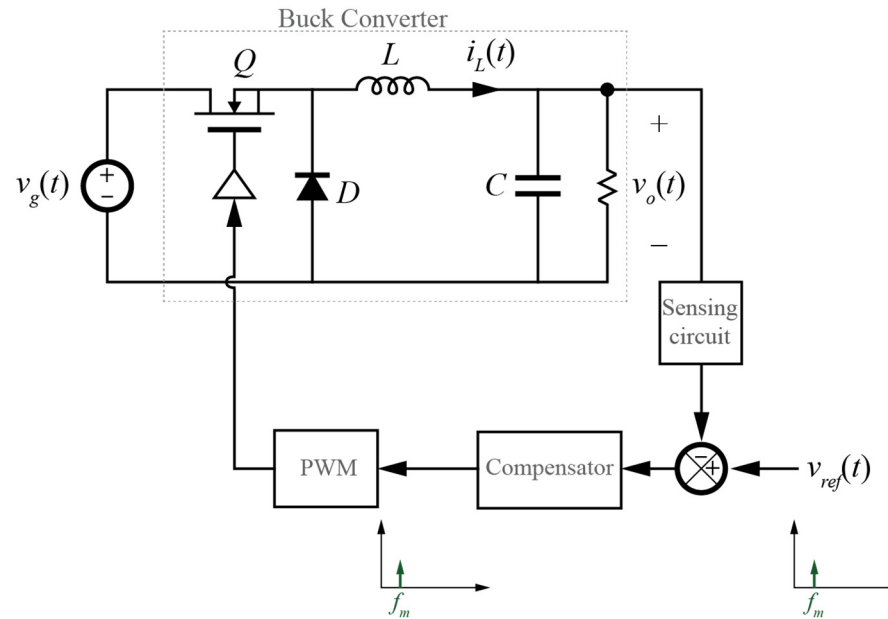 Buck Converter
Q
L
i_L(t)
v_g(t)
+
−
D
C
+
v_o(t)
−
Sensing
circuit
PWM
Compensator
−
+
v_ref(t)
f_m
f_m